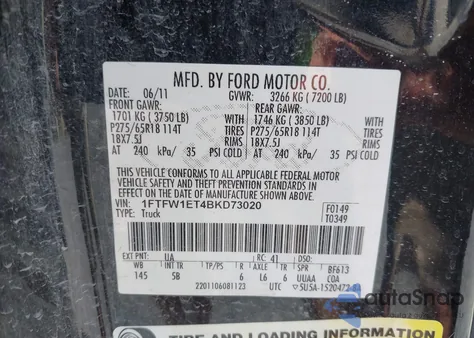 MFD. BY FORD MOTOR CO.
DATE: 06/11 GVWR: 3266 KG ( 7200 LB)
FRONT GAWR: REAR GAWR:
1701 KG ( 3750 LB) WITH 1746 KG ( 3850 LB) WITH
P275/65R18 114T TIRES P275/65R18 114T TIRES
18X7.5J RIMS 18X7.5J RIMS
AT 240 kPa/ 35 PSI COLD AT 240 kPa/ 35 PSI COLD
THIS VEHICLE CONFORMS TO ALL APPLICABLE FEDERAL MOTOR
VEHICLE SAFETY AND THEFT PREVENTION STANDARDS IN
EFFECT ON THE DATE OF MANUFACTURE SHOWN ABOVE.
VIN: 1FTFW1ET4BKD73020 F0149
TYPE: Truck T0349
EXT PNT: UA RC: 41 DSO:
WB INT TR TP/PS R AXLE TR SPR BF613
145 5B 6 L6 6 UUAA
2201106081123 UTC
autoSnap
TIRE AND LOADING INFORMATION